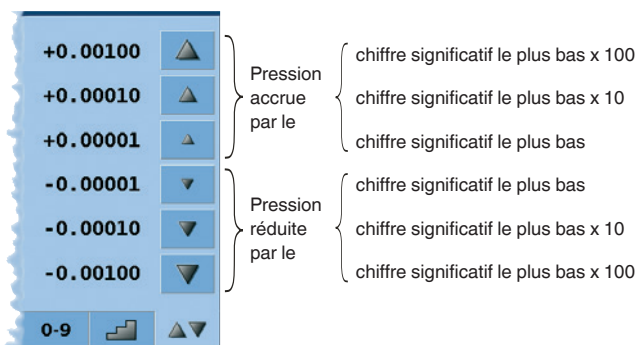 +0.00100
+0.00010
+0.00001
-0.00001
-0.00010
-0.00100
0-9
Pression
accrue
par le
chiffre significatif le plus bas x 100
chiffre significatif le plus bas x 10
chiffre significatif le plus bas
Pression
réduite
par le
chiffre significatif le plus bas
chiffre significatif le plus bas x 10
chiffre significatif le plus bas x 100